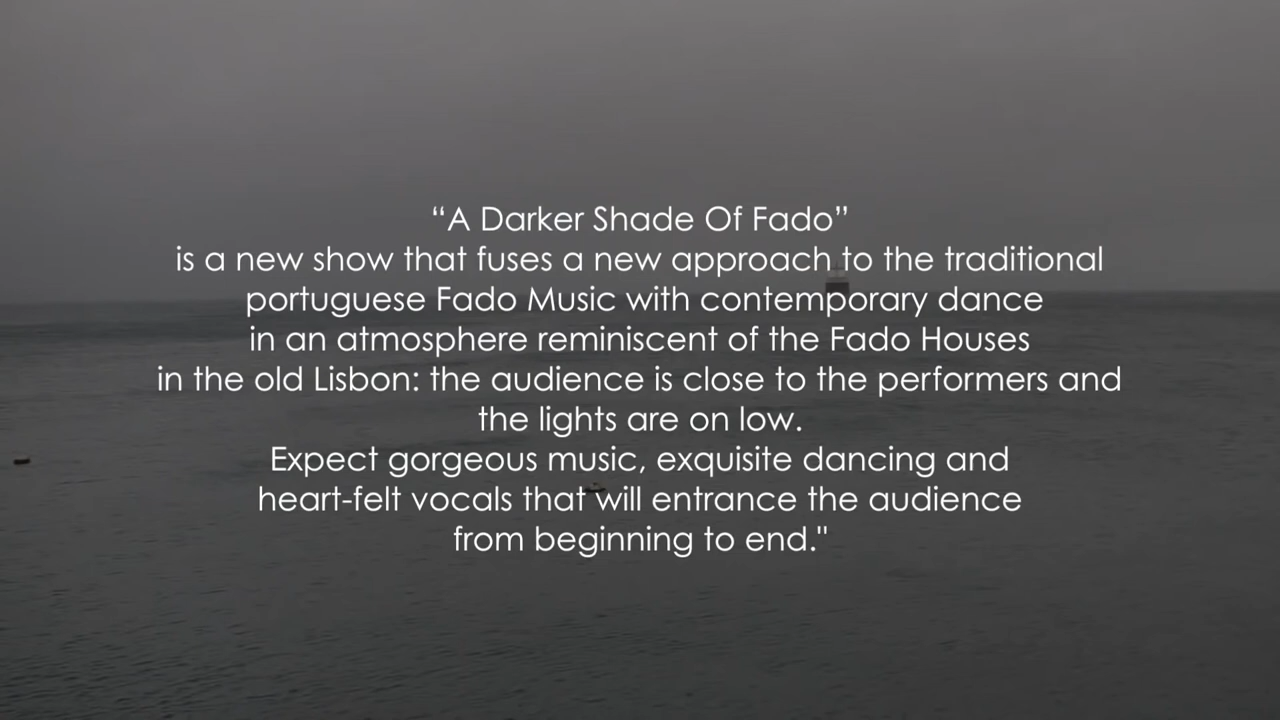 “A Darker Shade Of Fado”
is a new show that fuses a new approach to the traditional
portuguese Fado Music with contemporary dance
in an atmosphere reminiscent of the Fado Houses
in the old Lisbon: the audience is close to the performers and
the lights are on low.
Expect gorgeous music, exquisite dancing and
heart-felt vocals that will entrance the audience
from beginning to end."